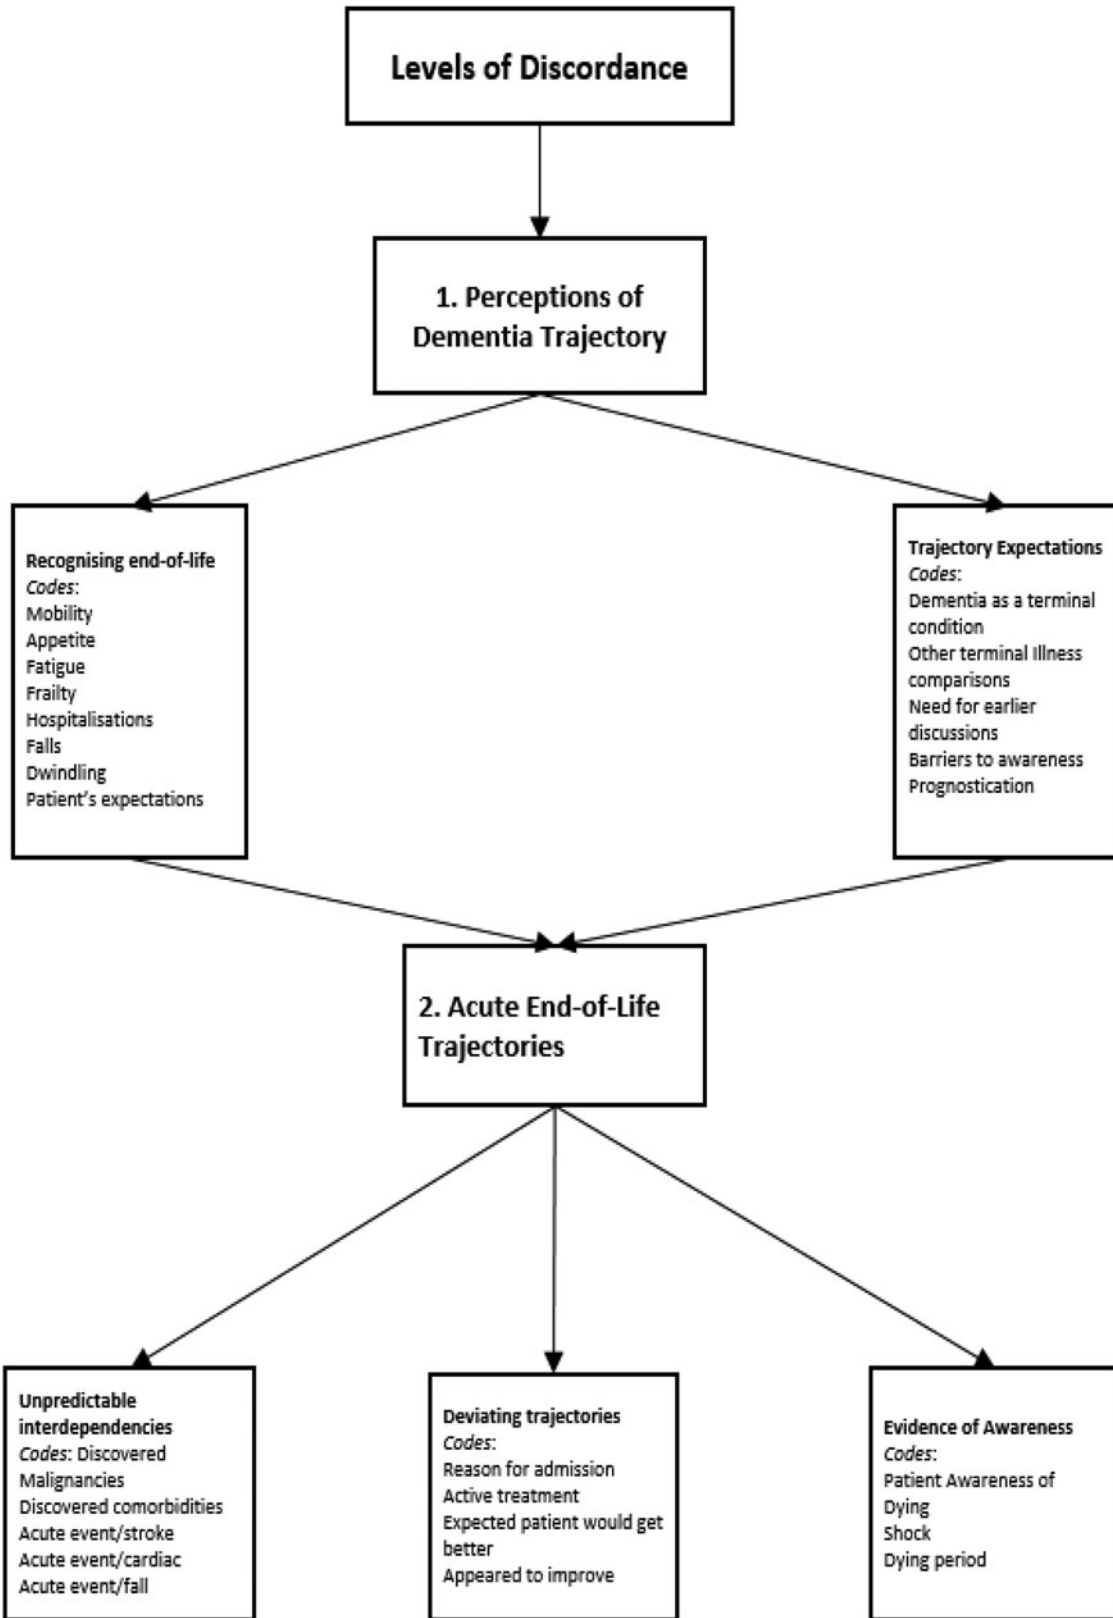 Levels of Discordance
1. Perceptions of
Dementia Trajectory
Recognising end-of-life
Codes:
Mobility
Appetite
Fatigue
Frailty
Hospitalisations
Falls
Dwindling
Patient's expectations
Trajectory Expectations
Codes:
Dementia as a terminal
condition
Other terminal Illness
comparisons
Need for earlier
discussions
Barriers to awareness
Prognostication
2. Acute End-of-Life
Trajectories
Unpredictable
interdependencies
Codes: Discovered
Malignancies
Discovered comorbidities
Acute event/stroke
Acute event/cardiac
Acute event/fall
Deviating trajectories
Codes:
Reason for admission
Active treatment
Expected patient would get
better
Appeared to improve
Evidence of Awareness
Codes:
Patient Awareness of
Dying
Shock
Dying period